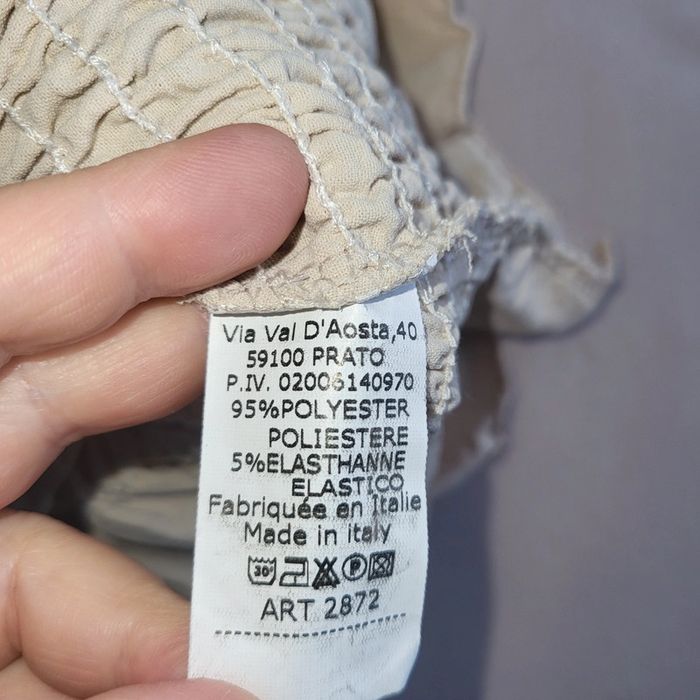 Via Val D'Aosta,40
59100 PRATO
P.IV. 02006140970
95%POLYESTER
POLIESTERE
5%ELASTHANNE
ELASTICO
Fabriquée en Italie
Made in italy
30°
P
ART 2872